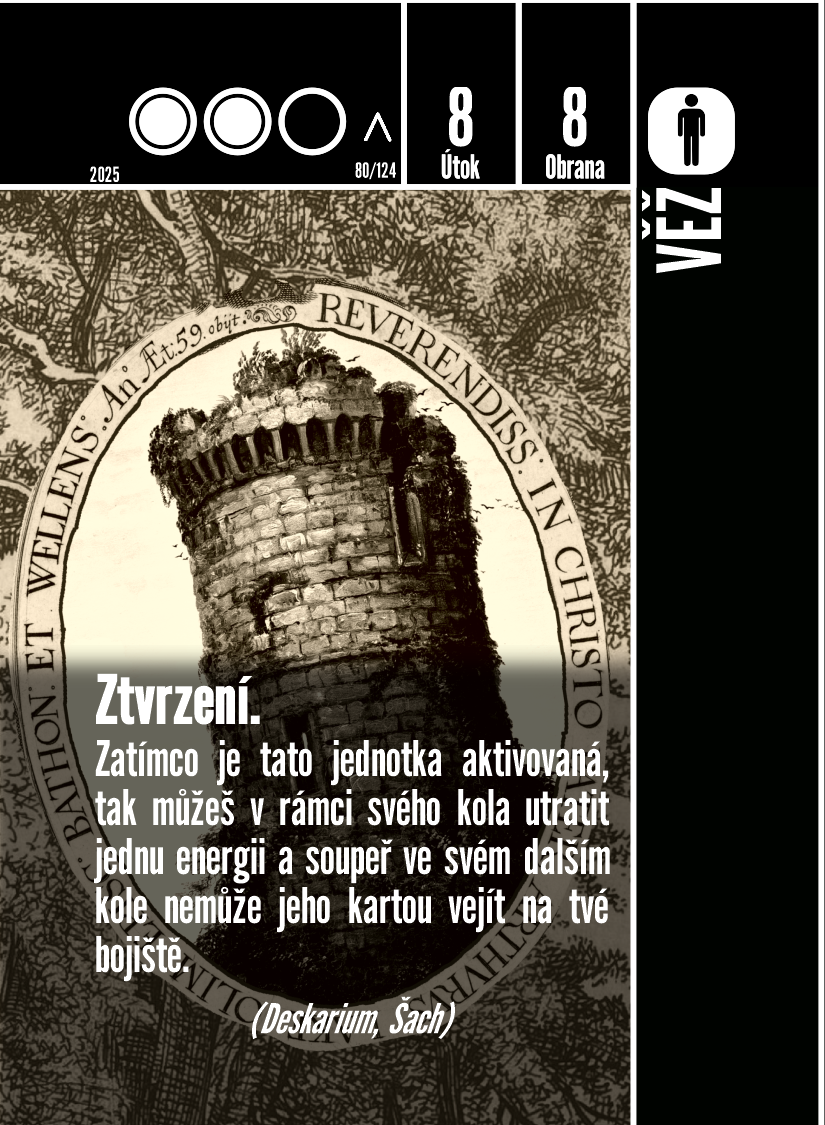 2025
80/124
8
Útok
8
Obrana
VĚŽ
REVERENDISS: IN CHRISTO
BATHON: ET WELLENS: Anº Æt:59. obijt.
Ztvrzení.
Zatímco je tato jednotka aktivovaná,
tak můžeš v rámci svého kola utratit
jednu energii a soupeř ve svém dalším
kole nemůže jeho kartou vejít na tvé
bojiště.
(Deskarium, Šach)